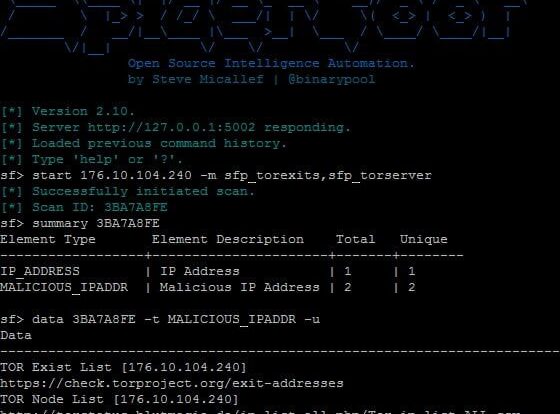 Open Source Intelligence Automation.
by Steve Micallef | @binarypool
[*] Version 2.10.
[*] Server http://127.0.0.1:5002 responding.
[*] Loaded previous command history.
[*] Type 'help' or '?'.
sf> start 176.10.104.240 -m sfp_torexits,sfp_torserver
[*] Successfully initiated scan.
[*] Scan ID: 3BA7A8FE
sf> summary 3BA7A8FE
Element Type Element Description Total Unique
IP_ADDRESS | IP Address | 1 | 1
MALICIOUS_IPADDR | Malicious IP Address | 2 | 2
sf> data 3BA7A8FE -t MALICIOUS_IPADDR -u
Data
TOR Exist List [176.10.104.240]
https://check.torproject.org/exit-addresses
TOR Node List [176.10.104.240]